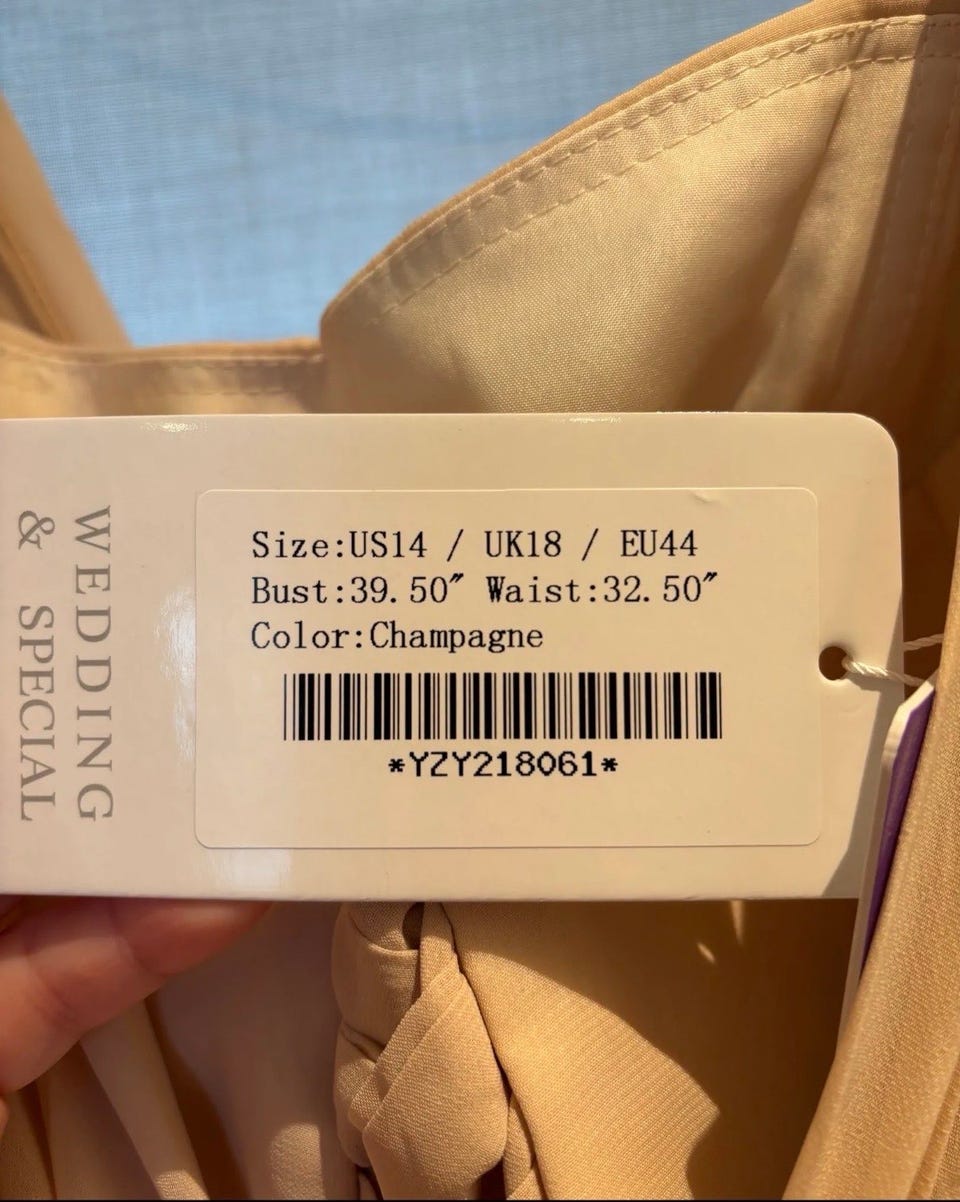 WEDDING
& SPECIAL
Size:US14 / UK18 / EU44
Bust:39.50″ Waist:32.50″
Color:Champagne
*YZY218061*